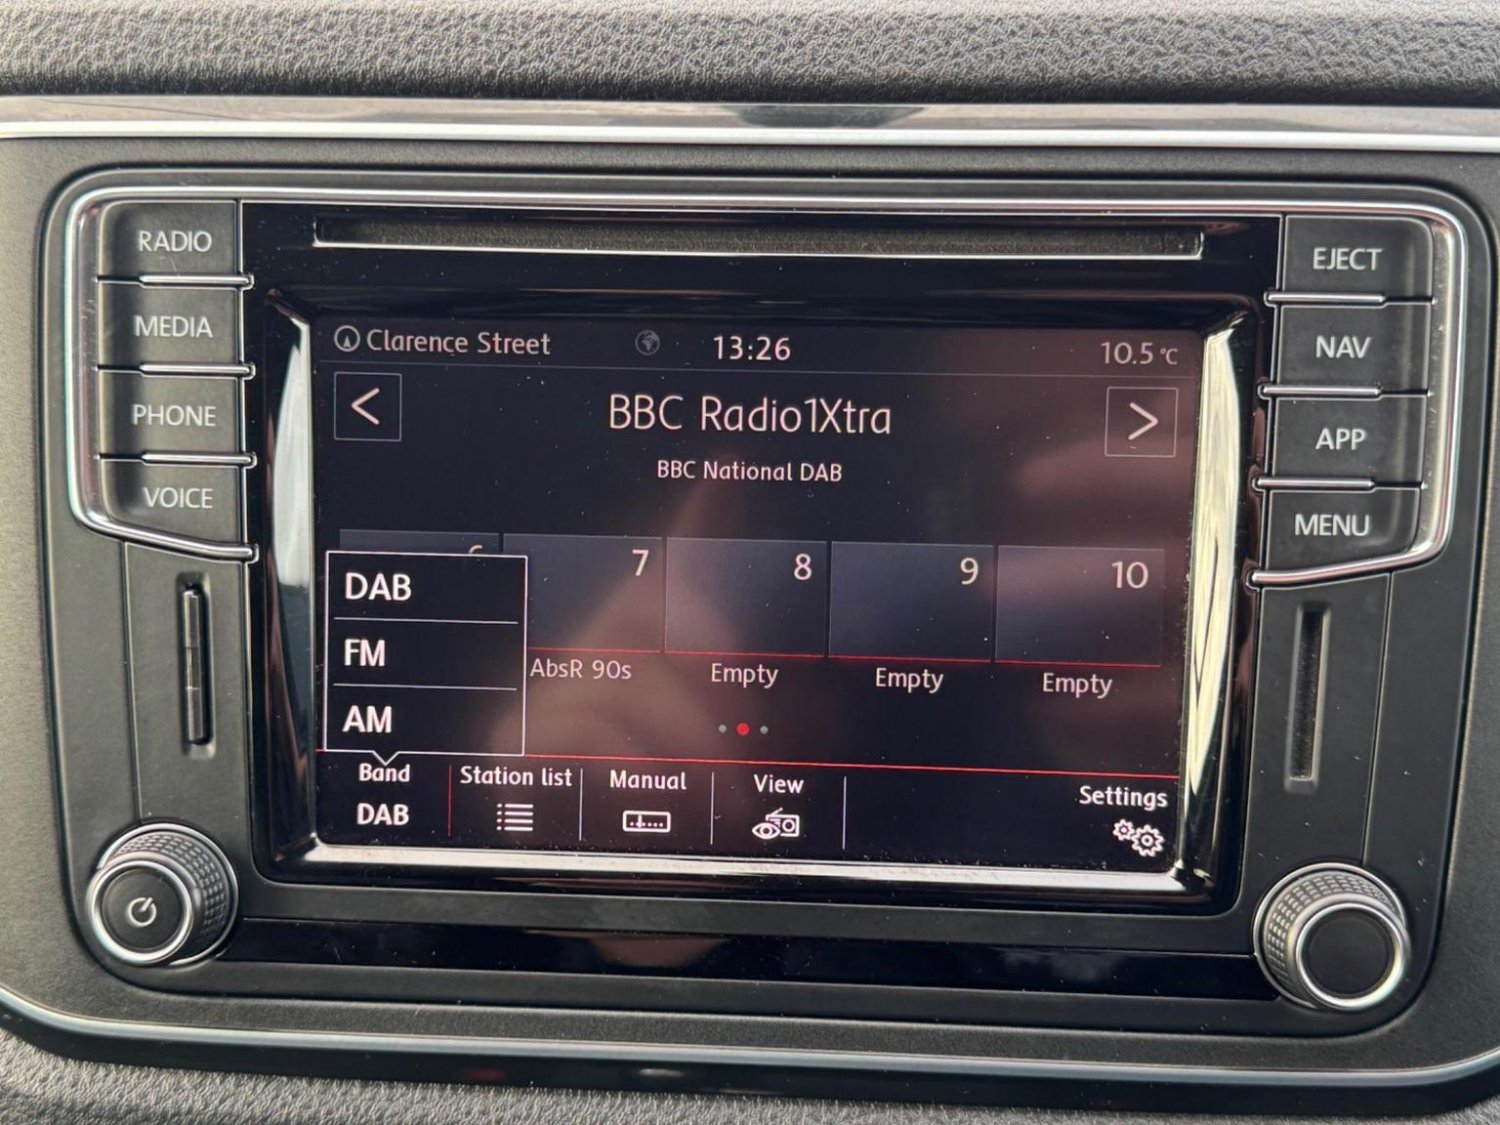 RADIO
MEDIA
PHONE
VOICE
EJECT
NAV
APP
MENU
Clarence Street 13:26 10.5 °C
< BBC Radio1Xtra >
BBC National DAB
7 8 9 10
AbsR 90s Empty Empty Empty
DAB
FM
AM
Band Station list Manual View Settings
DAB